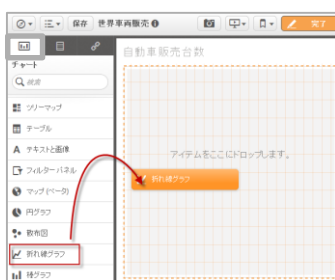 保存 世界車両販売 完了
チャート
自動車販売台数
検索
ツリーマップ
テーブル
A テキストと画像
フィルター パネル
マップ (ベータ)
円グラフ
散布図
折れ線グラフ
棒グラフ
アイテムをここにドロップします。
折れ線グラフ